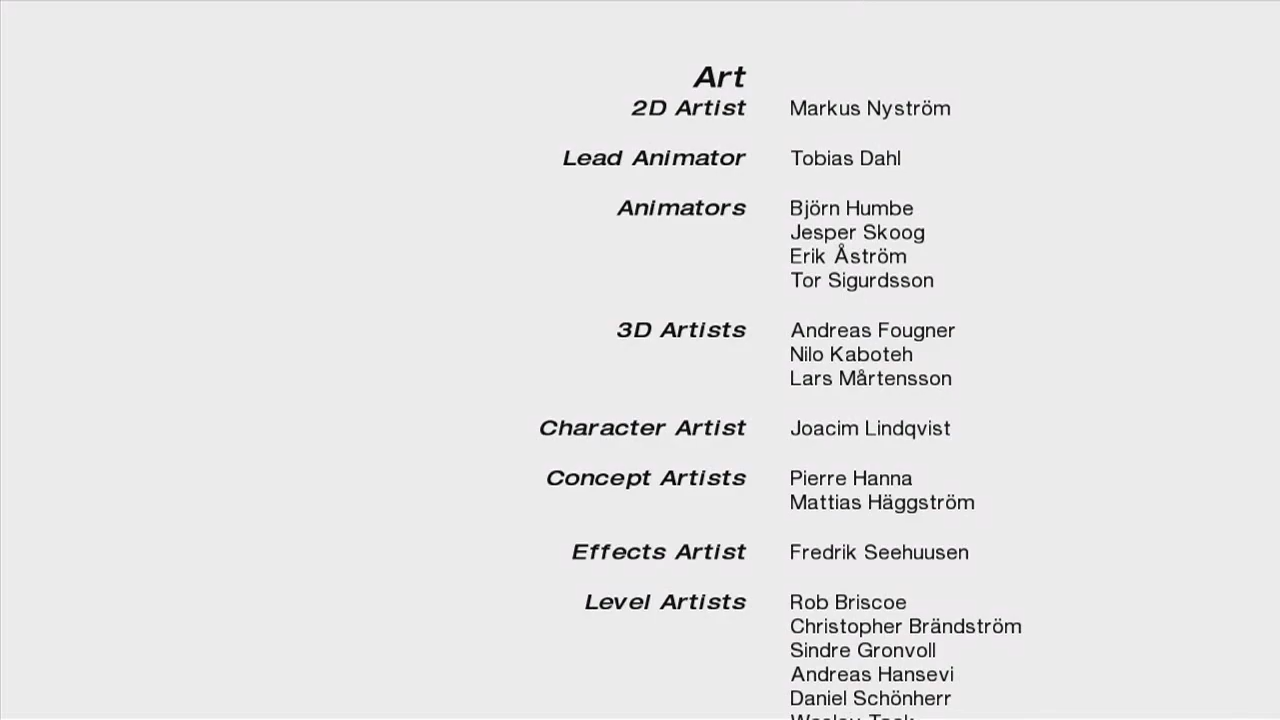 Art
2D Artist Markus Nyström
Lead Animator Tobias Dahl
Animators Björn Humbe
Jesper Skoog
Erik Åström
Tor Sigurdsson
3D Artists Andreas Fougner
Nilo Kaboteh
Lars Mårtensson
Character Artist Joacim Lindqvist
Concept Artists Pierre Hanna
Mattias Häggström
Effects Artist Fredrik Seehuusen
Level Artists Rob Briscoe
Christopher Brändström
Sindre Gronvoll
Andreas Hansevi
Daniel Schönherr